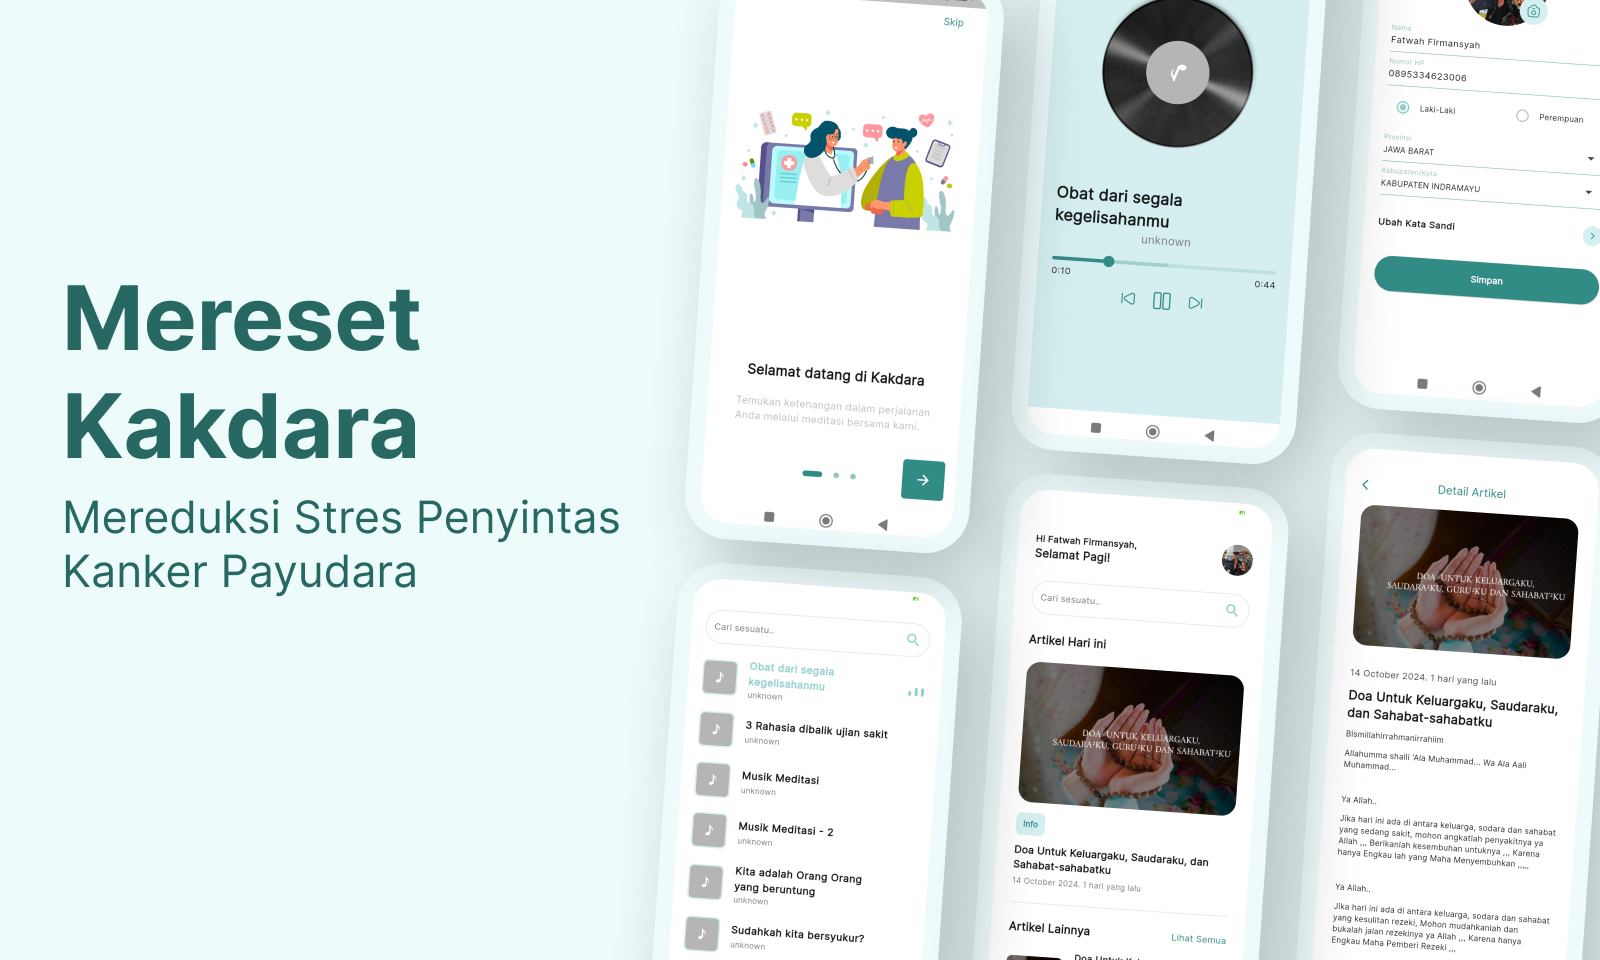 Mereset
Kakdara
Mereduksi Stres Penyintas
Kanker Payudara
Skip
Selamat datang di Kakdara
Temukan ketenangan dalam perjalanan
Anda melalui meditasi bersama kami.
Obat dari segala
kegelisahanmu
unknown
0:10
0:44
Nama
Fatwah Firmansyah
Nomor HP
0895334623006
Laki-Laki
Perempuan
Provinsi
JAWA BARAT
Kabupaten/Kota
KABUPATEN INDRAMAYU
Ubah Kata Sandi
Simpan
Cari sesuatu..
Obat dari segala
kegelisahanmu
unknown
3 Rahasia dibalik ujian sakit
unknown
Musik Meditasi
unknown
Musik Meditasi - 2
unknown
Kita adalah Orang Orang
yang beruntung
unknown
Sudahkah kita bersyukur?
unknown
Hi Fatwah Firmansyah,
Selamat Pagi!
Cari sesuatu..
Artikel Hari ini
DOA UNTUK KELUARGAKU,
SAUDARA²KU, GURU²KU DAN SAHABAT²KU
Info
Doa Untuk Keluargaku, Saudaraku, dan
Sahabat-sahabatku
14 October 2024. 1 hari yang lalu
Artikel Lainnya
Lihat Semua
Detail Artikel
DOA UNTUK KELUARGAKU,
SAUDARA²KU, GURU²KU DAN SAHABAT²KU
14 October 2024. 1 hari yang lalu
Doa Untuk Keluargaku, Saudaraku,
dan Sahabat-sahabatku
Bismillahirrahmanirrahiim
Allahumma shalli 'Ala Muhammad... Wa Ala Aali
Muhammad...
Ya Allah..
Jika hari ini ada di antara keluarga, sodara dan sahabat
yang sedang sakit, mohon angkatlah penyakitnya ya
Allah ,,, Berikanlah kesembuhan untuknya ,,, Karena
hanya Engkau lah yang Maha Menyembuhkan ,,,..
Ya Allah..
Jika hari ini ada di antara keluarga, sodara dan sahabat
yang kesulitan rezeki, Mohon mudahkanlah dan
bukalah jalan rezekinya ya Allah ,,, Karena hanya
Engkau Maha Pemberi Rezeki ,,,